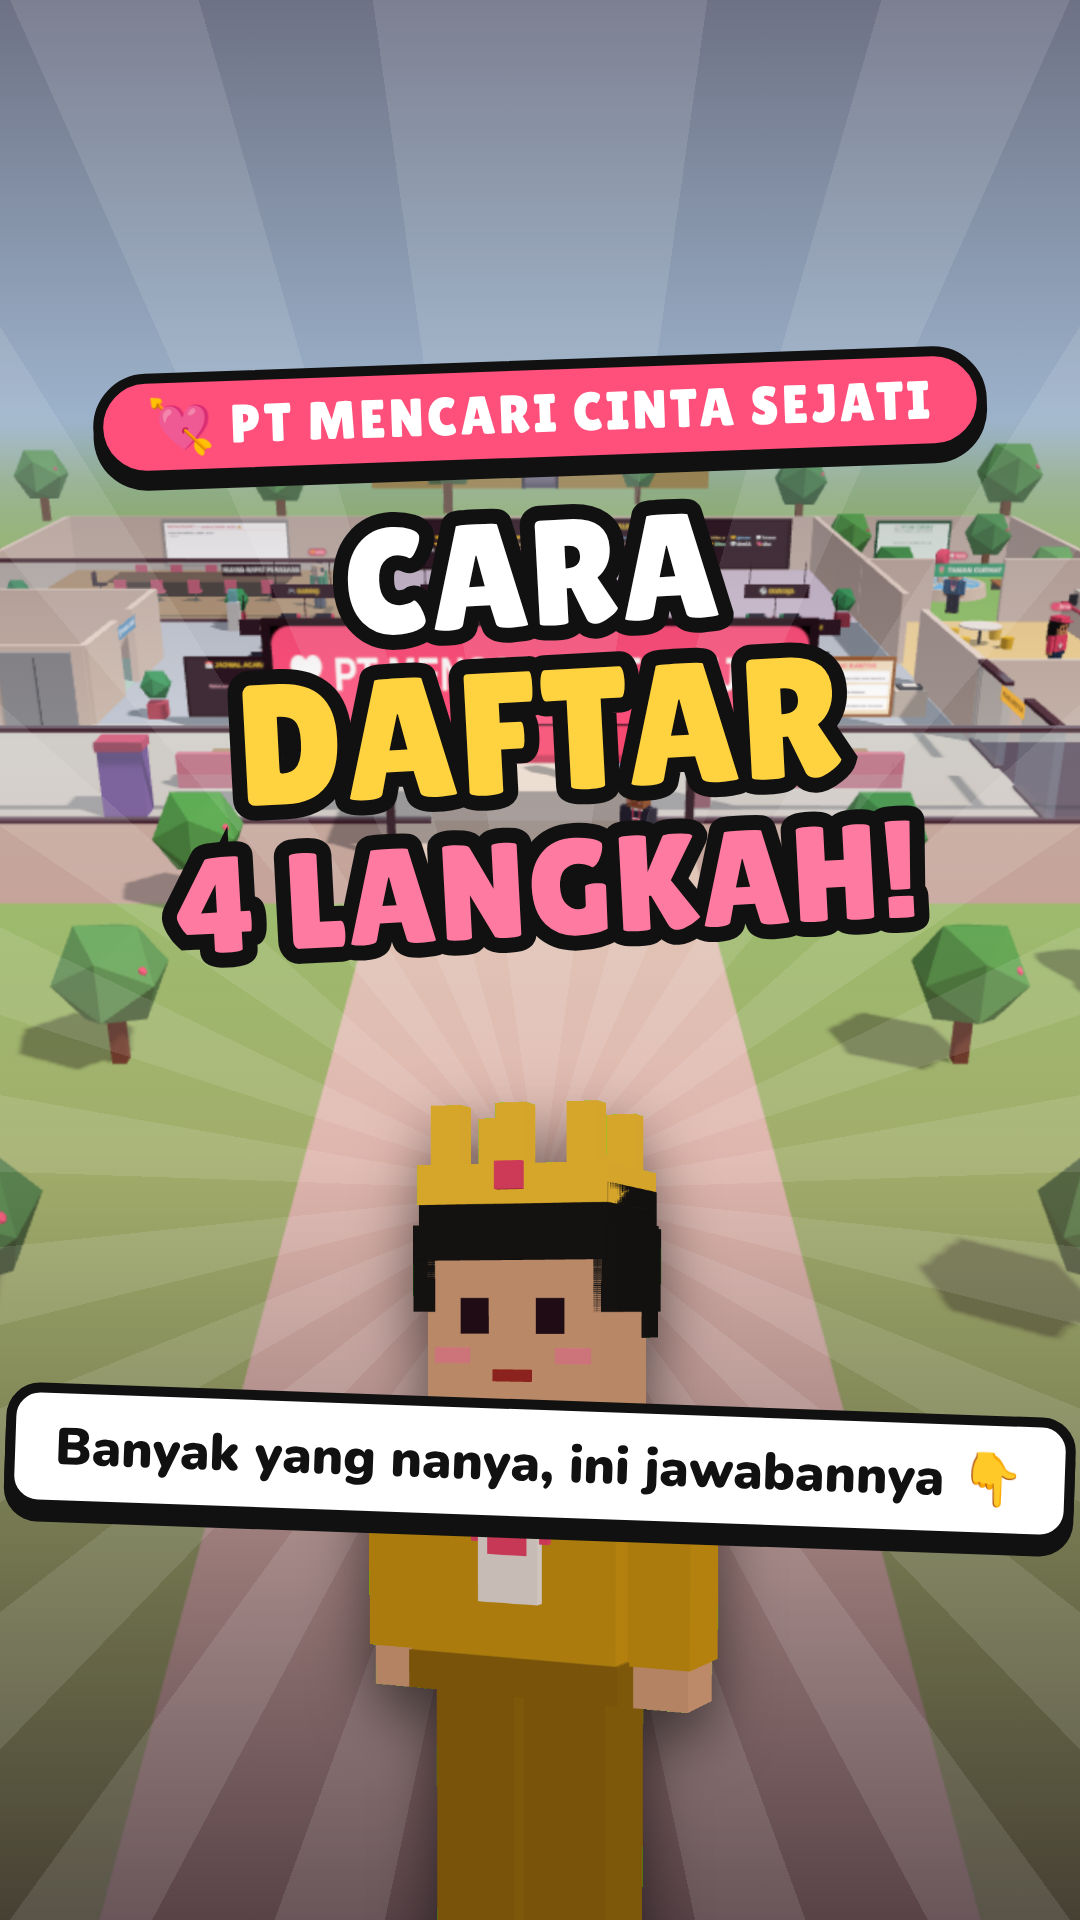 💘 PT MENCARI CINTA SEJATI
CARA
DAFTAR
4 LANGKAH!
Banyak yang nanya, ini jawabannya 👇